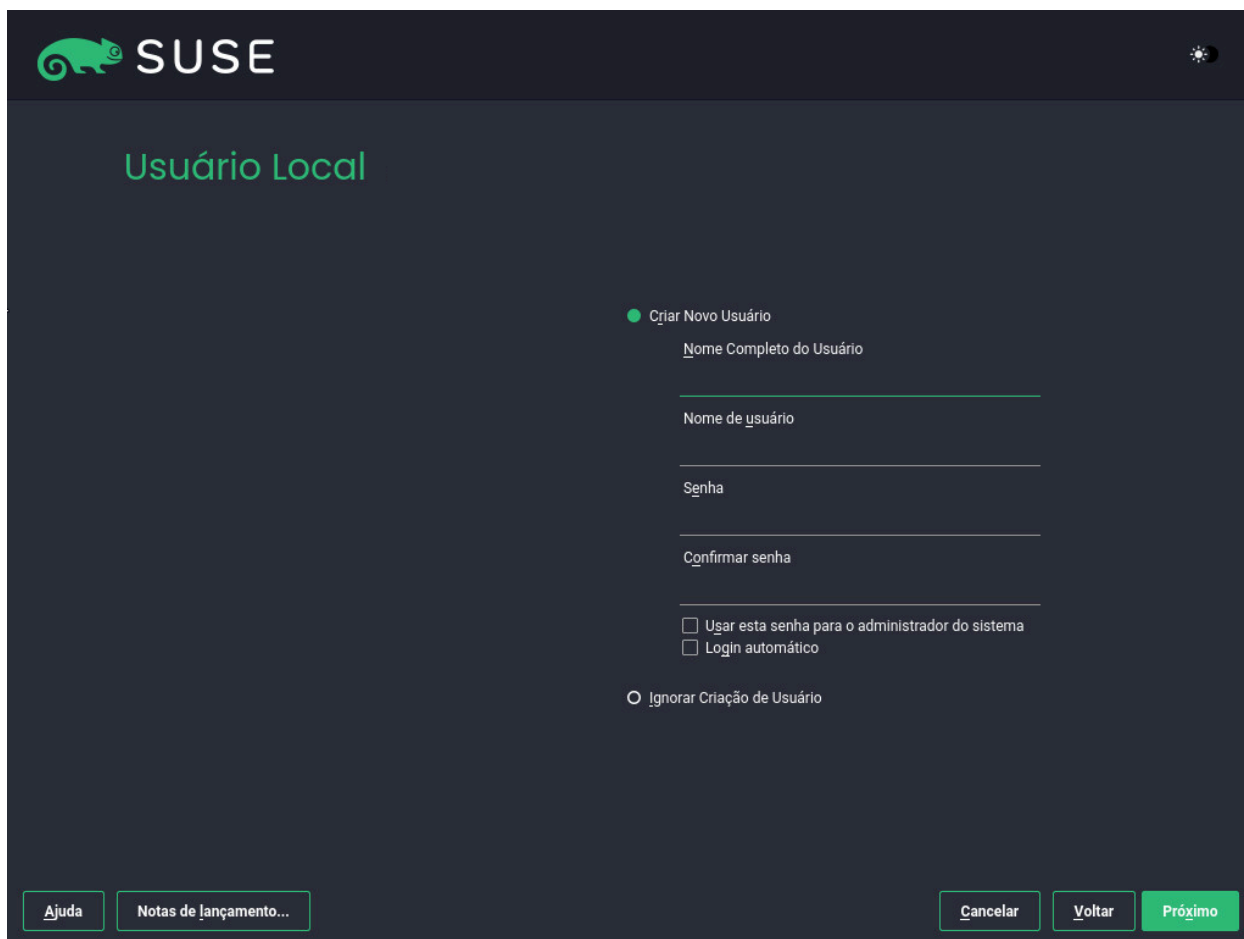 SUSE
Usuário Local
Criar Novo Usuário
Nome Completo do Usuário
Nome de usuário
Senha
Confirmar senha
Usar esta senha para o administrador do sistema
Login automático
Ignorar Criação de Usuário
Ajuda
Notas de lançamento...
Cancelar
Voltar
Próximo